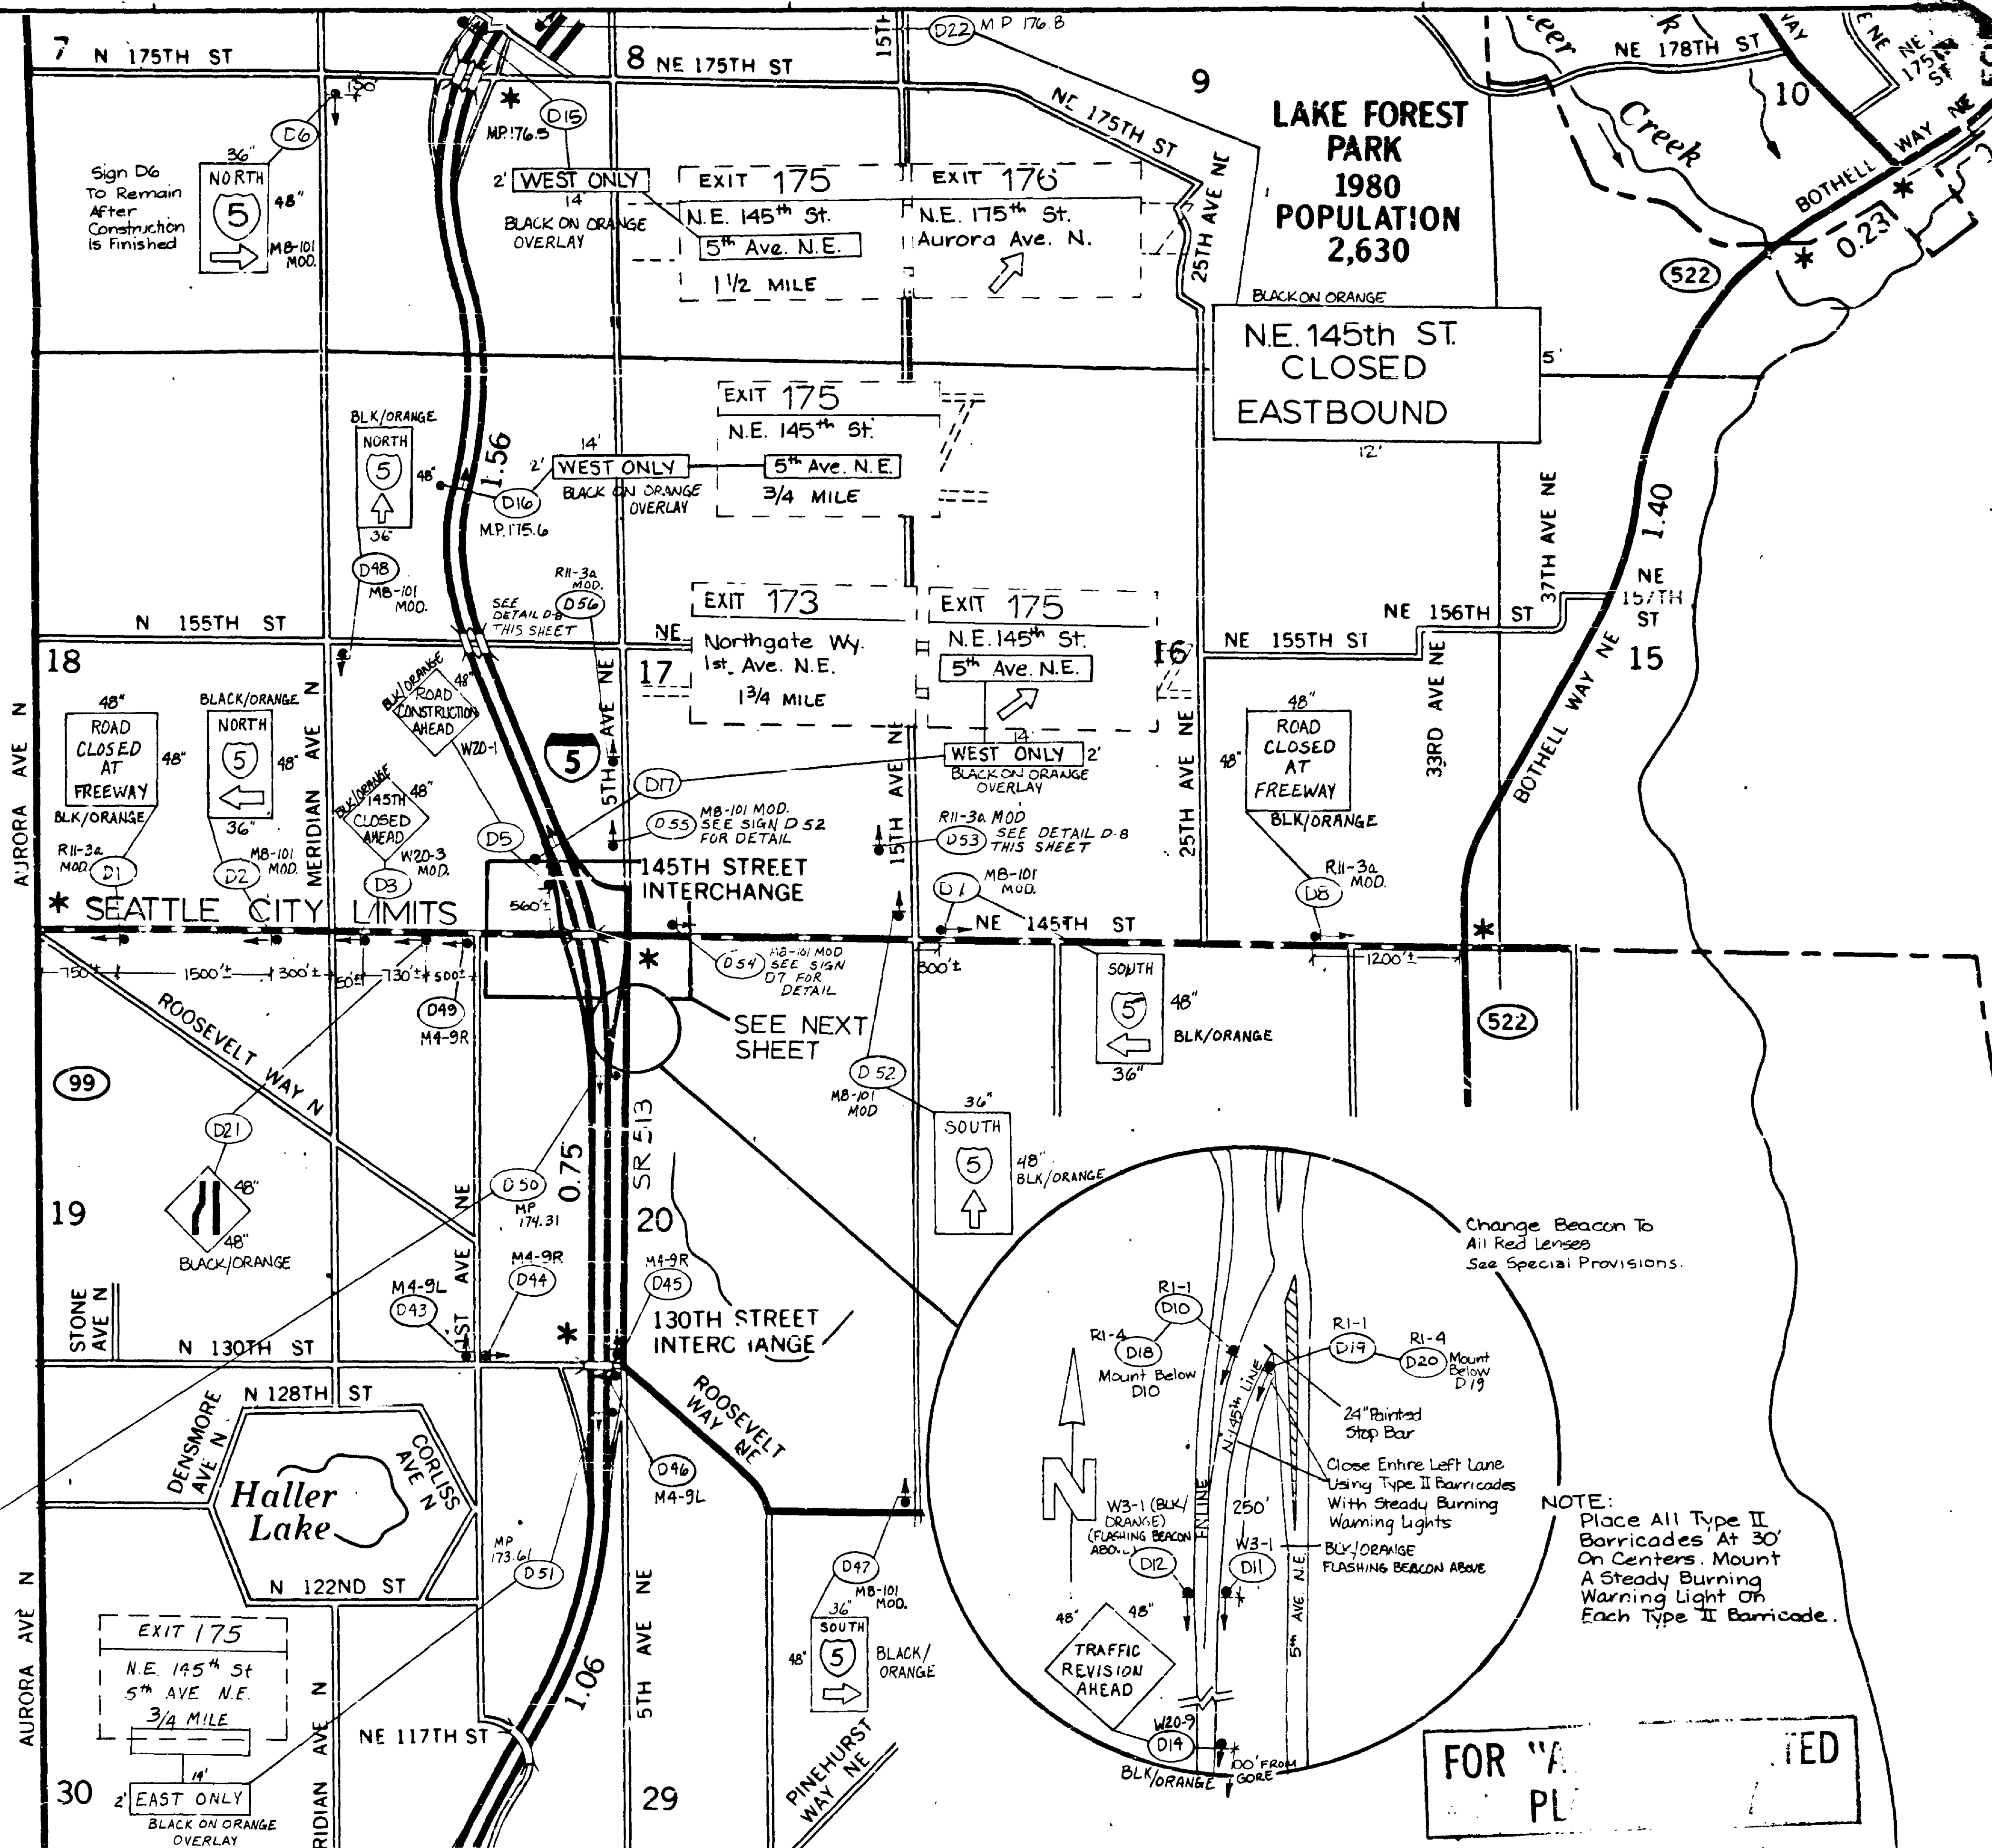 7 N 175TH ST
8 NE 175TH ST
15TH
D22 MP 176.8
9
NE 175TH ST
25TH AVE NE
LAKE FOREST
PARK
1980
POPULATION
2,630
Creek
NE 178TH ST
WAY
10
NE
175TH
ST
BOTHELL WAY NE
0.23
522
150'
D6
Sign D6
To Remain
After
Construction
Is Finished
36"
NORTH
5
48"
M8-101
MOD.
D15
MP.176.5
2' WEST ONLY
14'
BLACK ON ORANGE
OVERLAY
EXIT 175
N.E. 145th St.
5th Ave. N.E.
1 1/2 MILE
EXIT 176
N.E. 175th St.
Aurora Ave. N.
BLACK ON ORANGE
N.E. 145th ST.
CLOSED
EASTBOUND
5'
12'
BLK/ORANGE
NORTH
5
48"
36"
D48
M8-101
MOD.
1.56
14'
2' WEST ONLY
BLACK ON ORANGE
OVERLAY
D16
M.P.175.6
EXIT 175
N.E. 145th St.
5th Ave. N.E.
3/4 MILE
37TH AVE NE
1.40
NE
157TH
ST
NE 156TH ST
NE 155TH ST
33RD AVE NE
BOTHELL WAY NE
15
N 155TH ST
NE
R11-3a
MOD.
D56
SEE
DETAIL D-8
THIS SHEET
EXIT 173
Northgate Wy.
1st. Ave. N.E.
1 3/4 MILE
EXIT 175
N.E. 145th St.
5th Ave. N.E.
14'
WEST ONLY 2'
BLACK ON ORANGE
OVERLAY
16
17
18
AURORA AVE N
48"
ROAD
CLOSED
AT
FREEWAY
48"
BLK/ORANGE
R11-3a
MOD.
D1
BLACK/ORANGE
NORTH
5
48"
36"
M8-101
MOD.
D2
MERIDIAN AVE N
BLK/ORANGE
48"
ROAD
CONSTRUCTION
AHEAD
W20-1
D5
BLK/ORANGE
48"
145TH
CLOSED
AHEAD
W20-3
MOD.
D3
5
5TH AVE NE
D17
D55
M8-101 MOD.
SEE SIGN D 52
FOR DETAIL
15TH AVE NE
R11-3a MOD
D53
SEE DETAIL D-8
THIS SHEET
25TH AVE NE
48"
ROAD
CLOSED
AT
FREEWAY
48"
BLK/ORANGE
R11-3a
MOD.
D8
145TH STREET
INTERCHANGE
M8-101
MOD.
* SEATTLE CITY LIMITS
560'±
NE 145TH ST
750'±
1500'±
300'±
50'±
730'±
500'±
D54
M8-101 MOD
SEE SIGN
D7 FOR
DETAIL
300'±
1200'±
SOUTH
5
48"
BLK/ORANGE
36"
522
D49
M4-9R
ROOSEVELT WAY N
99
SEE NEXT
SHEET
D 52
M8-101
MOD
36"
SOUTH
5
48"
BLK/ORANGE
D21
48"
48"
BLACK/ORANGE
19
20
0.75
SR 513
D50
MP
174.31
1ST AVE NE
M4-9L
D43
M4-9R
D44
M4-9R
D45
STONE
AVE N
N 130TH ST
130TH STREET
ROOSEVELT
WAY NE
N 128TH ST
DENSMORE
AVE N
CORLISS
AVE N
Haller
Lake
N 122ND ST
D46
M4-9L
MP
173.61
D51
5TH AVE NE
D47
M8-101
MOD.
36"
SOUTH
5
48"
BLACK/
ORANGE
1.06
NE 117TH ST
PINEHURST
WAY NE
AURORA AVE N
EXIT 175
N.E. 145th St
5th AVE N.E.
3/4 MILE
14'
2' EAST ONLY
BLACK ON ORANGE
OVERLAY
30
29
Change Beacon To
All Red Lenses
See Special Provisions.
R1-1
D10
R1-4
D18
Mount Below
D10
R1-1
D19
R1-4
D20
Mount
Below
D19
24" Painted
Stop Bar
N-145th LINE
N
Close Entire Left Lane
Using Type II Barricades
With Steady Burning
Warning Lights
W3-1 (BLK/
ORANGE)
(FLASHING BEACON
ABOVE)
D12
250'
W3-1
D11
BLK/ORANGE
FLASHING BEACON ABOVE
5th AVE N.E.
48"
48"
TRAFFIC
REVISION
AHEAD
W20-9
D14
BLK/ORANGE
100' FROM
GORE
NOTE:
Place All Type II
Barricades At 30'
On Centers. Mount
A Steady Burning
Warning Light On
Each Type II Barricade.
FOR